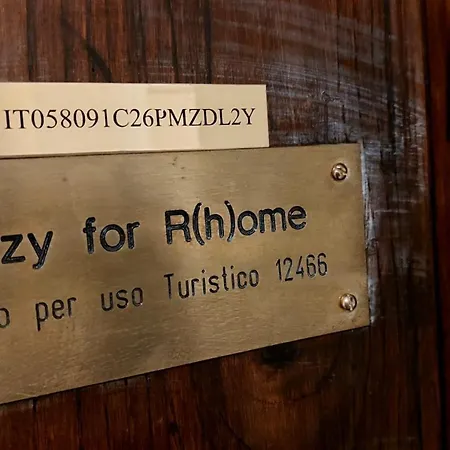 IT058091C26PMZDL2Y
zy for R(h)ome
o per uso Turistico 12466